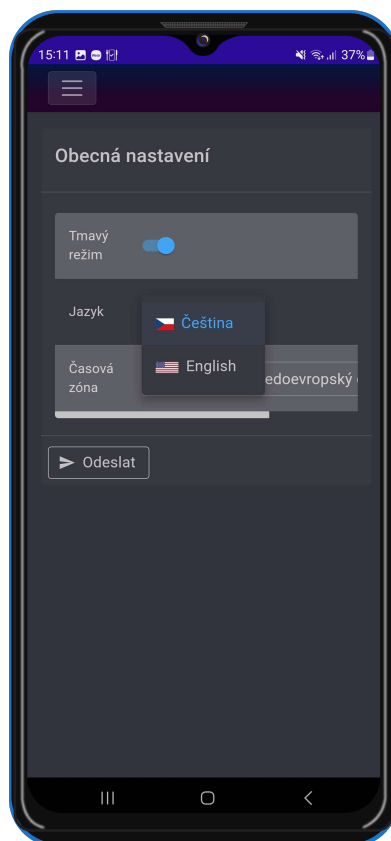 15:11
37%
Obecná nastavení
Tmavý
režim
Jazyk
Čeština
English
Časová
zóna
edoevropský
Odeslat